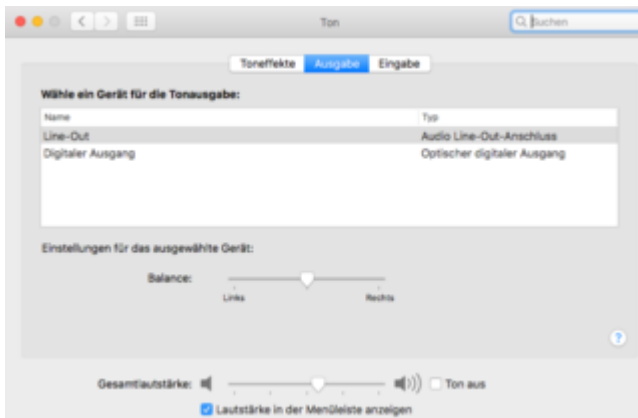 Ton
Suchen
Toneffekte Ausgabe Eingabe
Wähle ein Gerät für die Tonausgabe:
Name Typ
Line-Out Audio Line-Out-Anschluss
Digitaler Ausgang Optischer digitaler Ausgang
Einstellungen für das ausgewählte Gerät:
Balance:
Links Rechts
?
Gesamtlautstärke: Ton aus
Lautstärke in der Menüleiste anzeigen